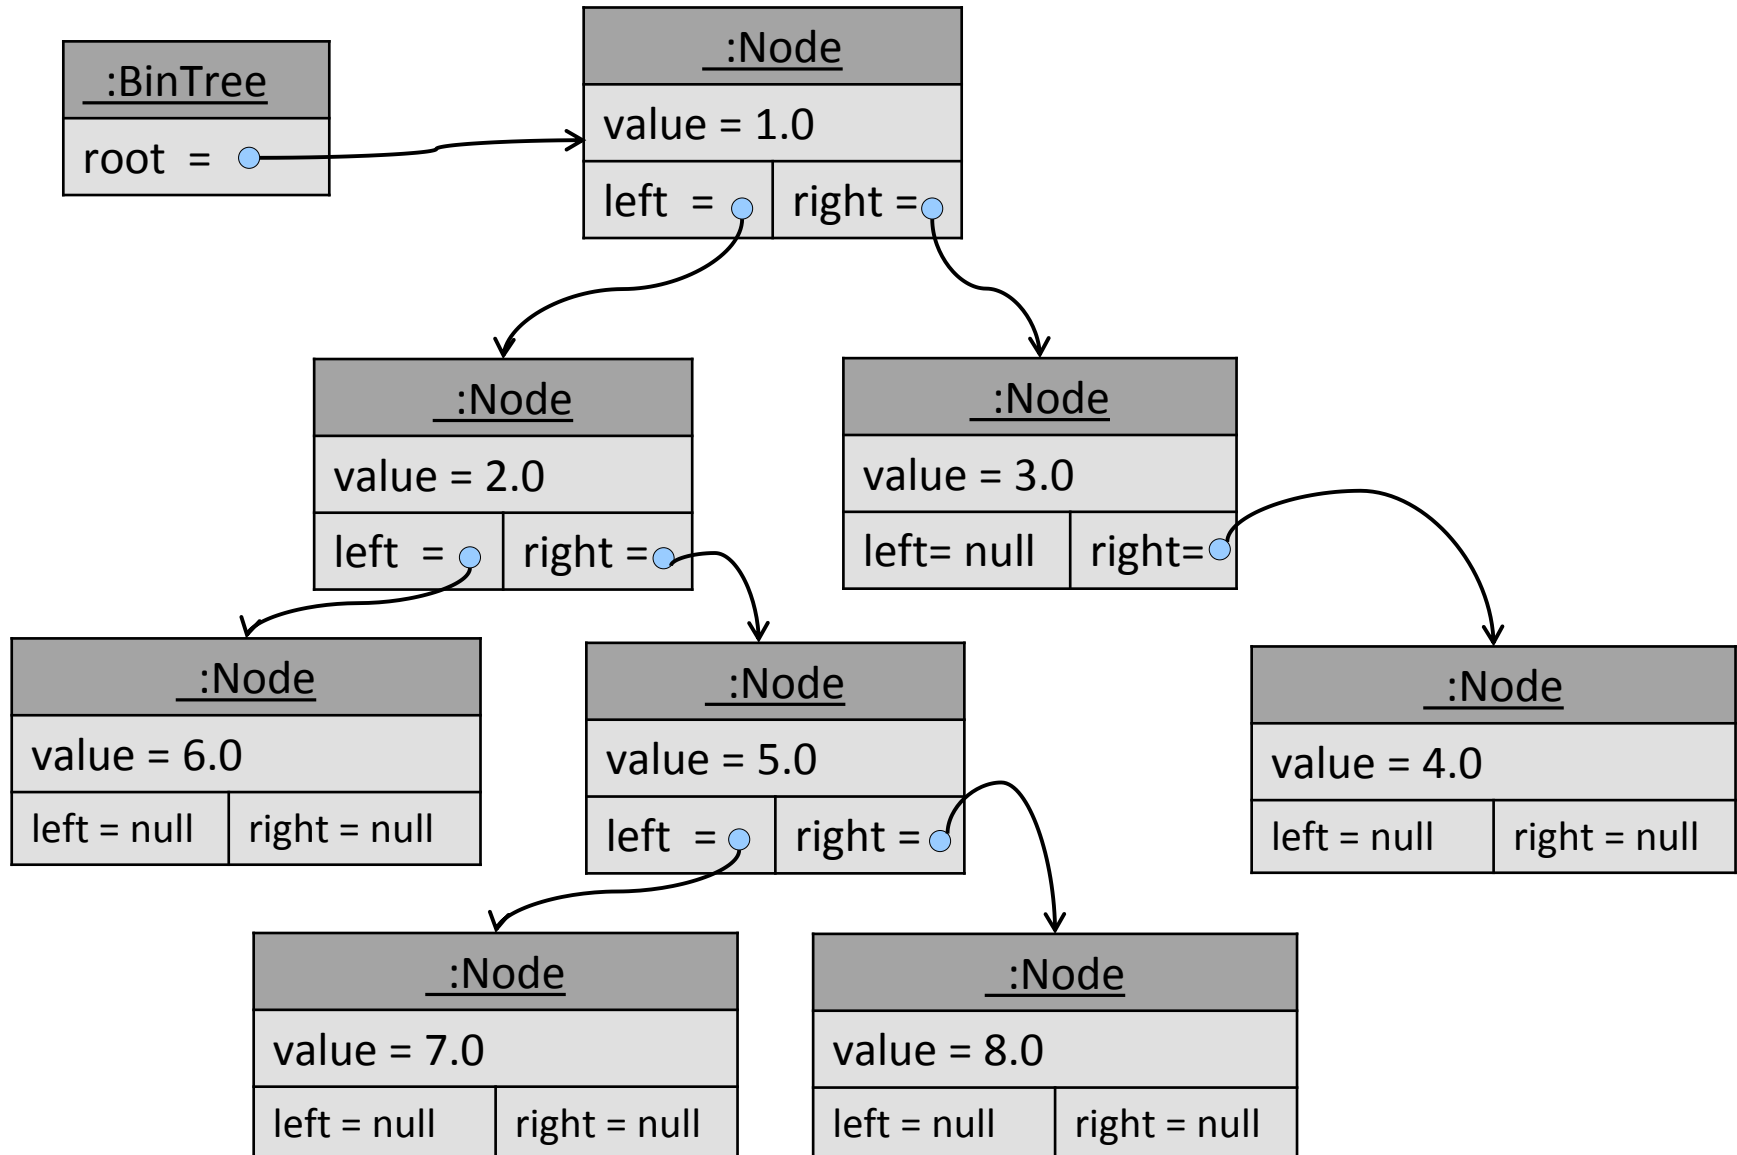 :BinTree
root =
:Node
value = 1.0
left =
right =
:Node
value = 2.0
left =
right =
:Node
value = 3.0
left= null
right=
:Node
value = 6.0
left = null
right = null
:Node
value = 5.0
left =
right =
:Node
value = 4.0
left = null
right = null
:Node
value = 7.0
left = null
right = null
:Node
value = 8.0
left = null
right = null